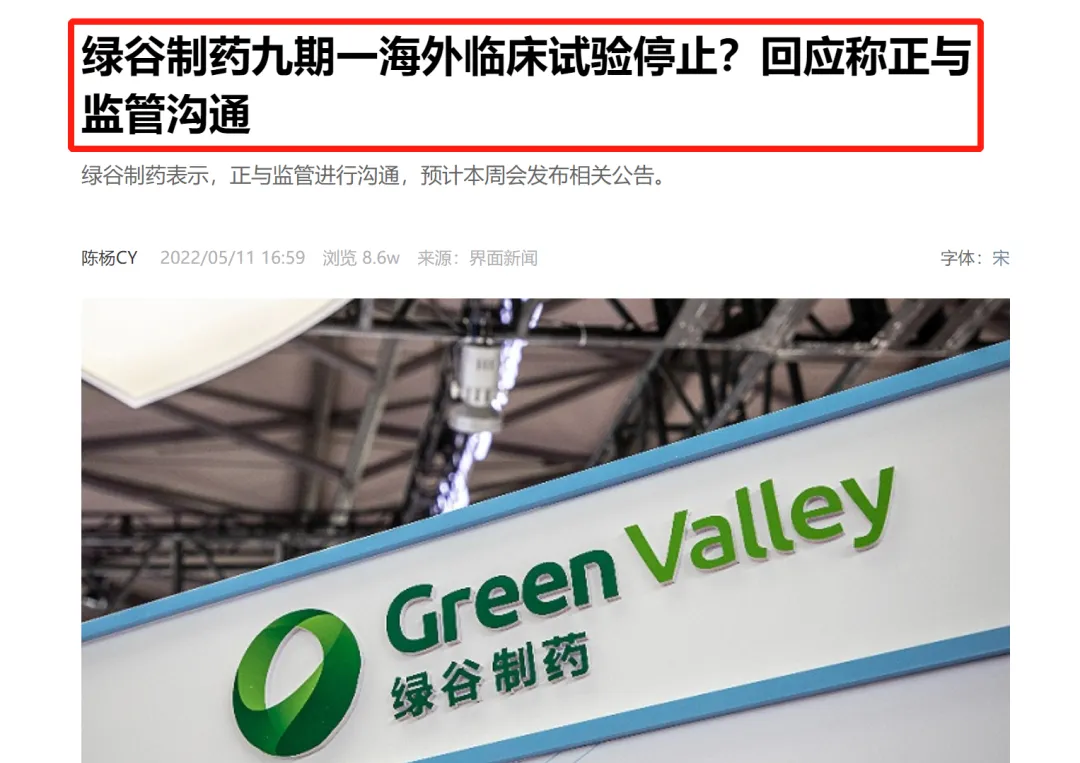 绿谷制药九期一海外临床试验停止？回应称正与
监管沟通
绿谷制药表示，正与监管进行沟通，预计本周会发布相关公告。
陈杨CY 2022/05/11 16:59 浏览 8.6w 来源：界面新闻 字体：宋
Green Valley
绿谷制药